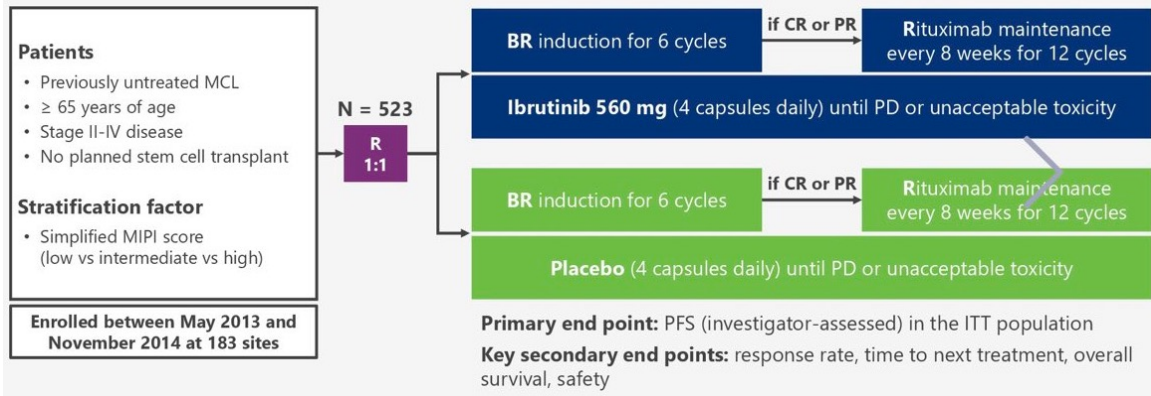 Patients
• Previously untreated MCL
• ≥ 65 years of age
• Stage II-IV disease
• No planned stem cell transplant
Stratification factor
• Simplified MIPI score
(low vs intermediate vs high)
Enrolled between May 2013 and
November 2014 at 183 sites
N = 523
R
1:1
BR induction for 6 cycles
if CR or PR
Rituximab maintenance
every 8 weeks for 12 cycles
Ibrutinib 560 mg (4 capsules daily) until PD or unacceptable toxicity
BR induction for 6 cycles
if CR or PR
Rituximab maintenance
every 8 weeks for 12 cycles
Placebo (4 capsules daily) until PD or unacceptable toxicity
Primary end point: PFS (investigator-assessed) in the ITT population
Key secondary end points: response rate, time to next treatment, overall
survival, safety